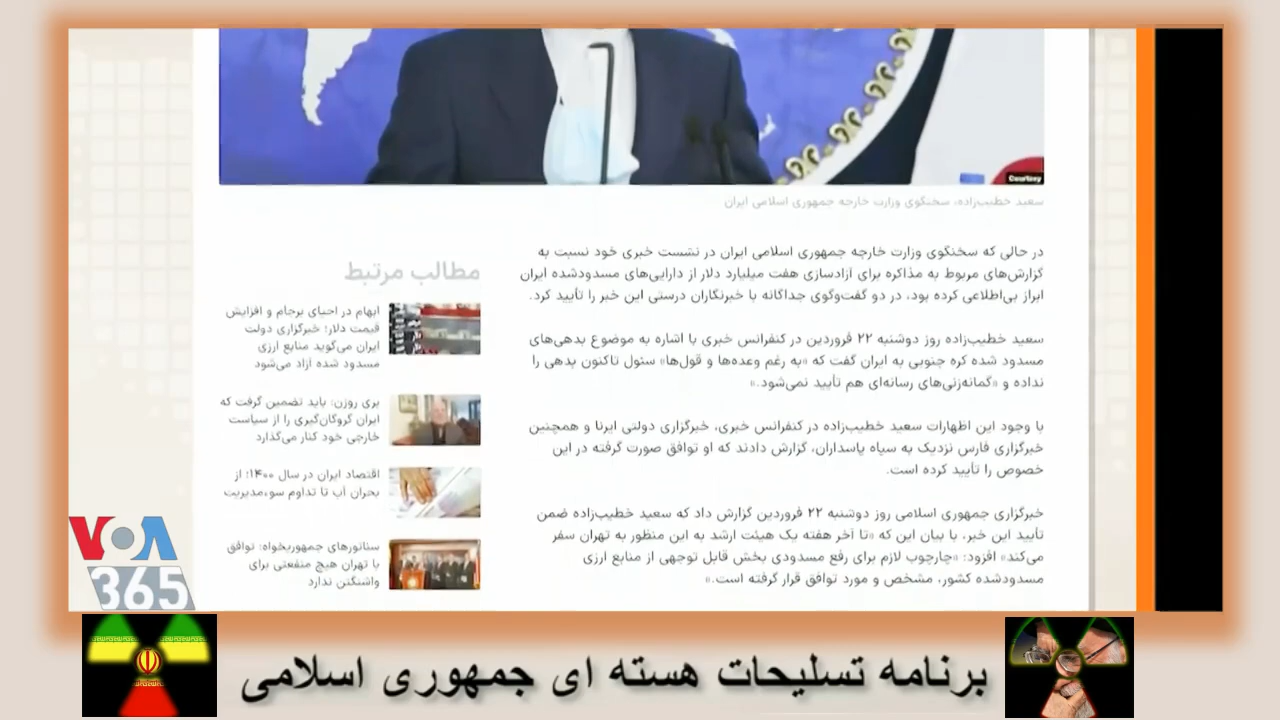 Courtesy
سعید خطیب‌زاده، سخنگوی وزارت خارجه جمهوری اسلامی ایران
در حالی که سخنگوی وزارت خارجه جمهوری اسلامی ایران در نشست خبری خود نسبت به
گزارش‌های مربوط به مذاکره برای آزادسازی هفت میلیارد دلار از دارایی‌های مسدودشده ایران
ابراز بی‌اطلاعی کرده بود، در دو گفت‌وگوی جداگانه با خبرنگاران درستی این خبر را تأیید کرد.
سعید خطیب‌زاده روز دوشنبه ۲۲ فروردین در کنفرانس خبری با اشاره به موضوع بدهی‌های
مسدود شده کره جنوبی به ایران گفت که «به رغم وعده‌ها و قول‌ها» سئول تاکنون بدهی را
نداده و «گمانه‌زنی‌های رسانه‌ای هم تأیید نمی‌شود.»
با وجود این اظهارات سعید خطیب‌زاده در کنفرانس خبری، خبرگزاری دولتی ایرنا و همچنین
خبرگزاری فارس نزدیک به سپاه پاسداران، گزارش دادند که او توافق صورت گرفته در این
خصوص را تأیید کرده است.
خبرگزاری جمهوری اسلامی روز دوشنبه ۲۲ فروردین گزارش داد که سعید خطیب‌زاده ضمن
تأیید این خبر، با بیان این که «تا آخر هفته یک هیئت ارشد به این منظور به تهران سفر
می‌کند» افزود: «چارچوب لازم برای رفع مسدودی بخش قابل توجهی از منابع ارزی
مسدودشده کشور، مشخص و مورد توافق قرار گرفته است.»
مطالب مرتبط
ابهام در احیای برجام و افزایش
قیمت دلار؛ خبرگزاری دولت
ایران می‌گوید منابع ارزی
مسدود شده آزاد می‌شود
بری روزن: باید تضمین گرفت که
ایران گروگان‌گیری را از سیاست
خارجی خود کنار می‌گذارد
اقتصاد ایران در سال ۱۴۰۰؛ از
بحران آب تا تداوم سوءمدیریت
سناتورهای جمهوریخواه: توافق
با تهران هیچ منفعتی برای
واشنگتن ندارد
VOA
365
برنامه تسلیحات هسته ای جمهوری اسلامی